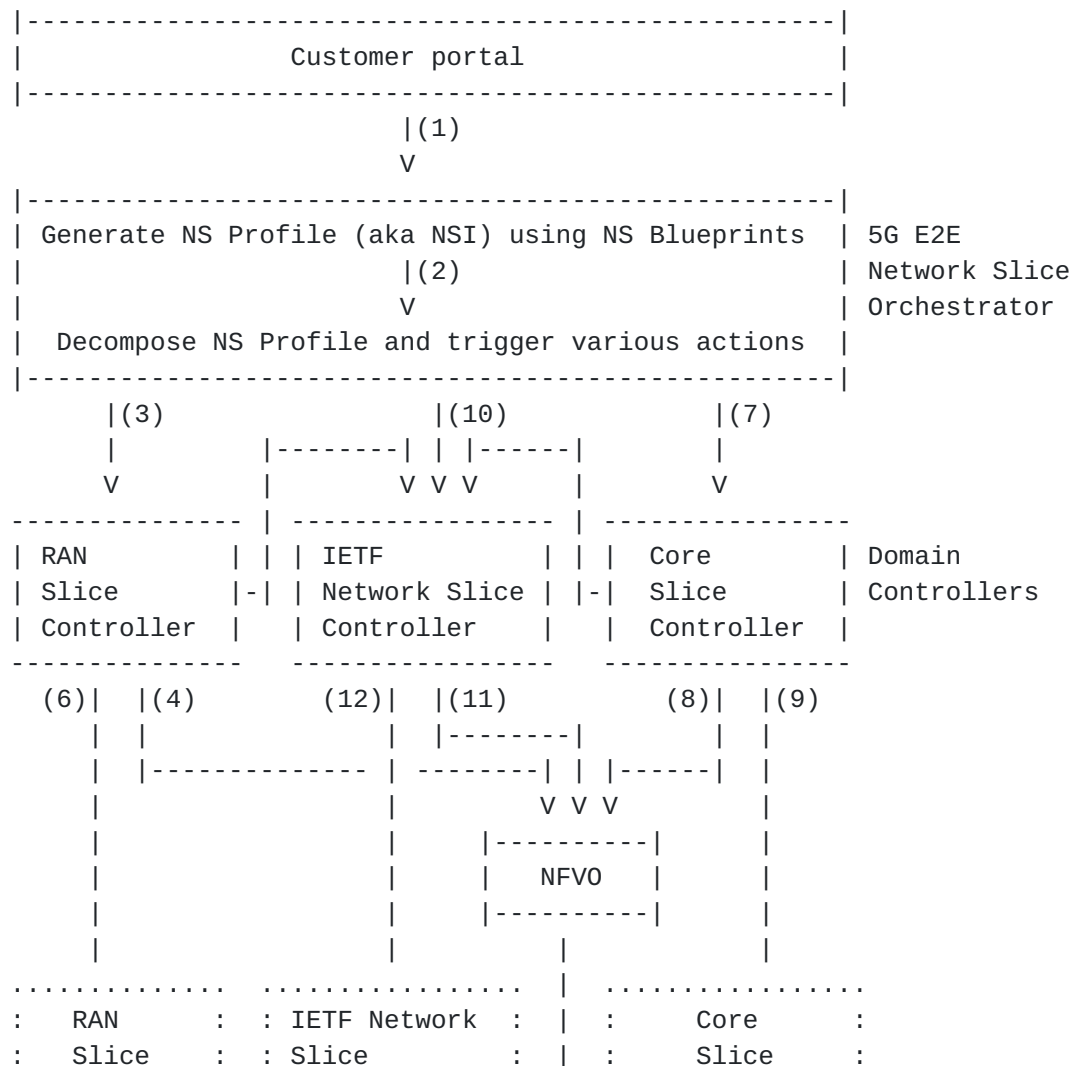 |----------------------------------------------------|
|                 Customer portal                    |
|----------------------------------------------------|
                         |(1)
                         V
|----------------------------------------------------|
| Generate NS Profile (aka NSI) using NS Blueprints  | 5G E2E
|                        |(2)                        | Network Slice
|                        V                           | Orchestrator
|  Decompose NS Profile and trigger various actions  |
|----------------------------------------------------|
      |(3)                 |(10)             |(7)
      |         |--------| | |------|        |
      V         |        V V V      |        V
--------------- | ----------------- | ----------------
| RAN         | | | IETF          | | |  Core        | Domain
| Slice       |-| | Network Slice | |-|  Slice       | Controllers
| Controller  |   | Controller    |   |  Controller  |
---------------   -----------------   ----------------
  (6)|  |(4)        (12)|  |(11)          (8)|  |(9)
     |  |               |  |--------|        |  |
     |  |-------------- | --------| | |------|  |
     |                  |         V V V         |
     |                  |     |----------|      |
     |                  |     |   NFVO   |      |
     |                  |     |----------|      |
     |                  |          |            |
..............  .................  |  .................
:   RAN      :  : IETF Network  :  |  :     Core      :
:   Slice    :  : Slice         :  |  :     Slice     :